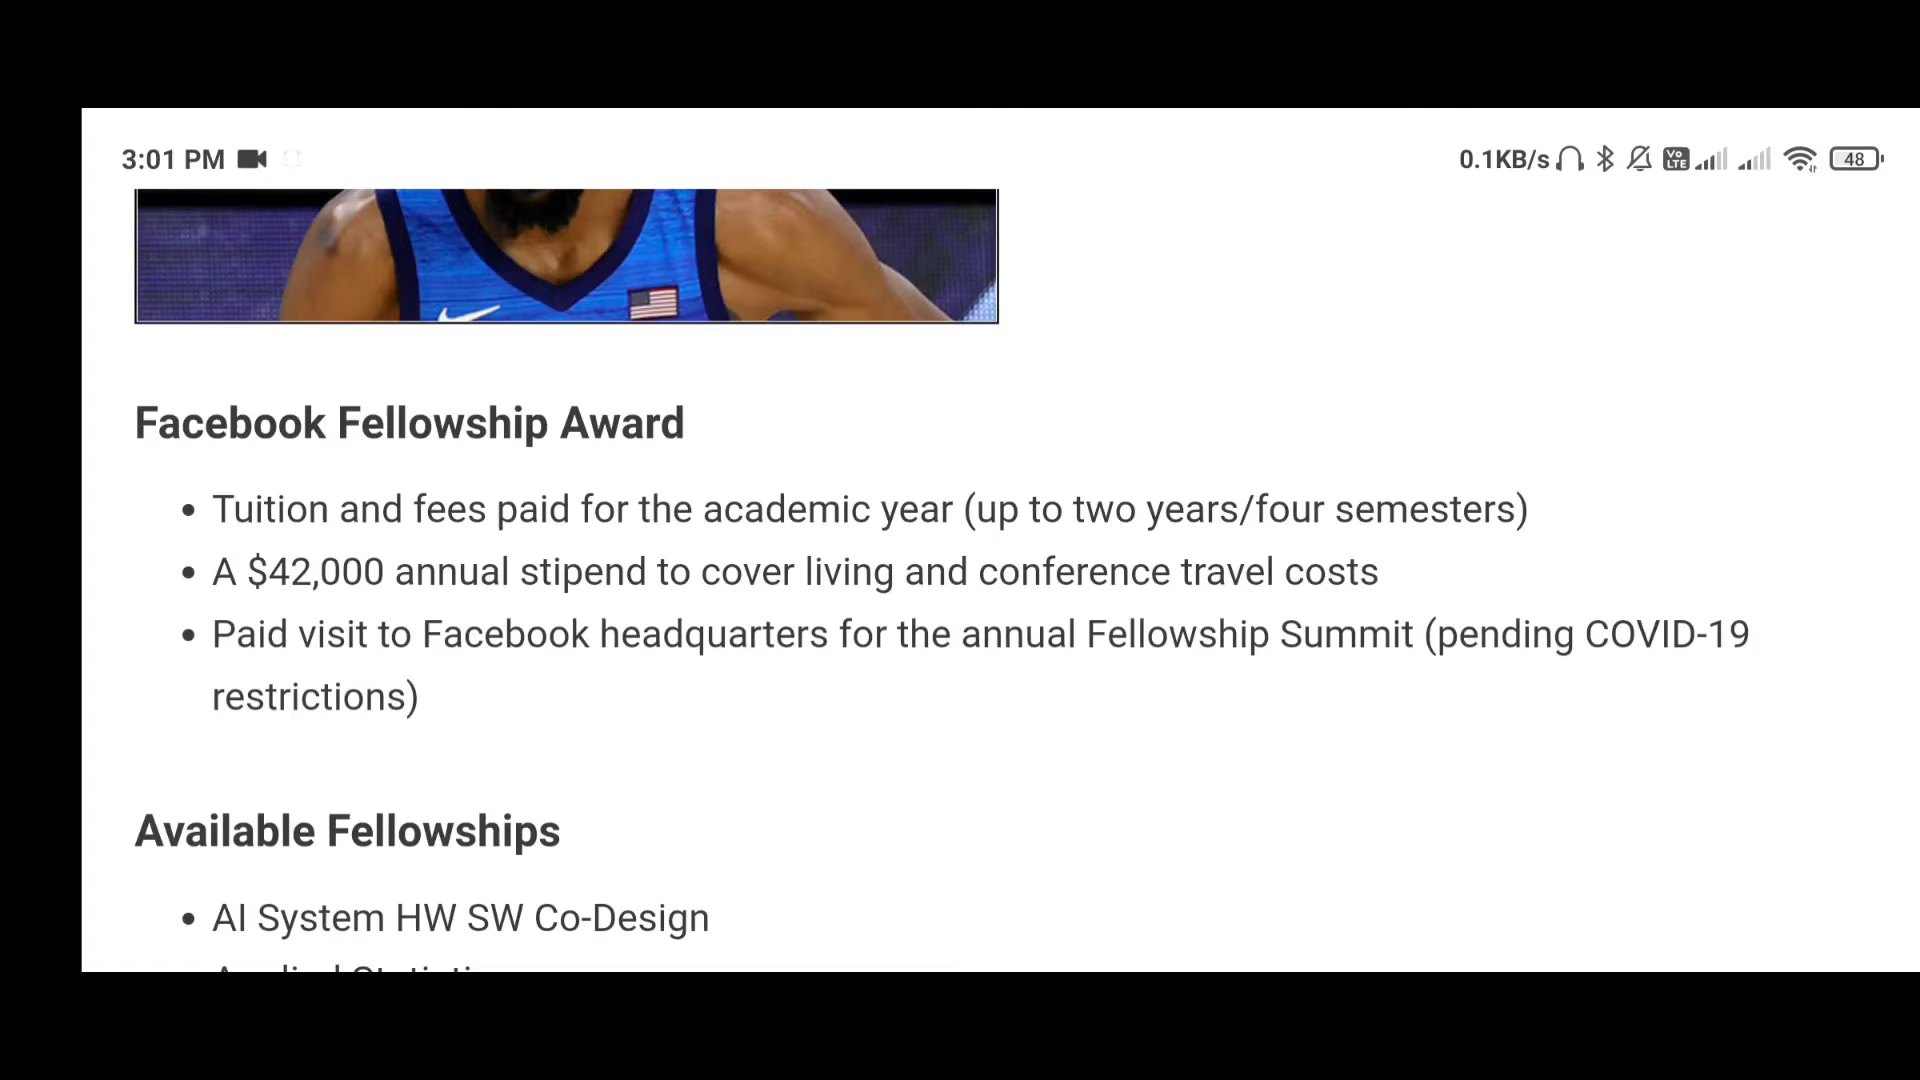 3:01 PM
0.1KB/s
Vo
LTE
48
Facebook Fellowship Award
• Tuition and fees paid for the academic year (up to two years/four semesters)
• A $42,000 annual stipend to cover living and conference travel costs
• Paid visit to Facebook headquarters for the annual Fellowship Summit (pending COVID-19
restrictions)
Available Fellowships
• AI System HW SW Co-Design